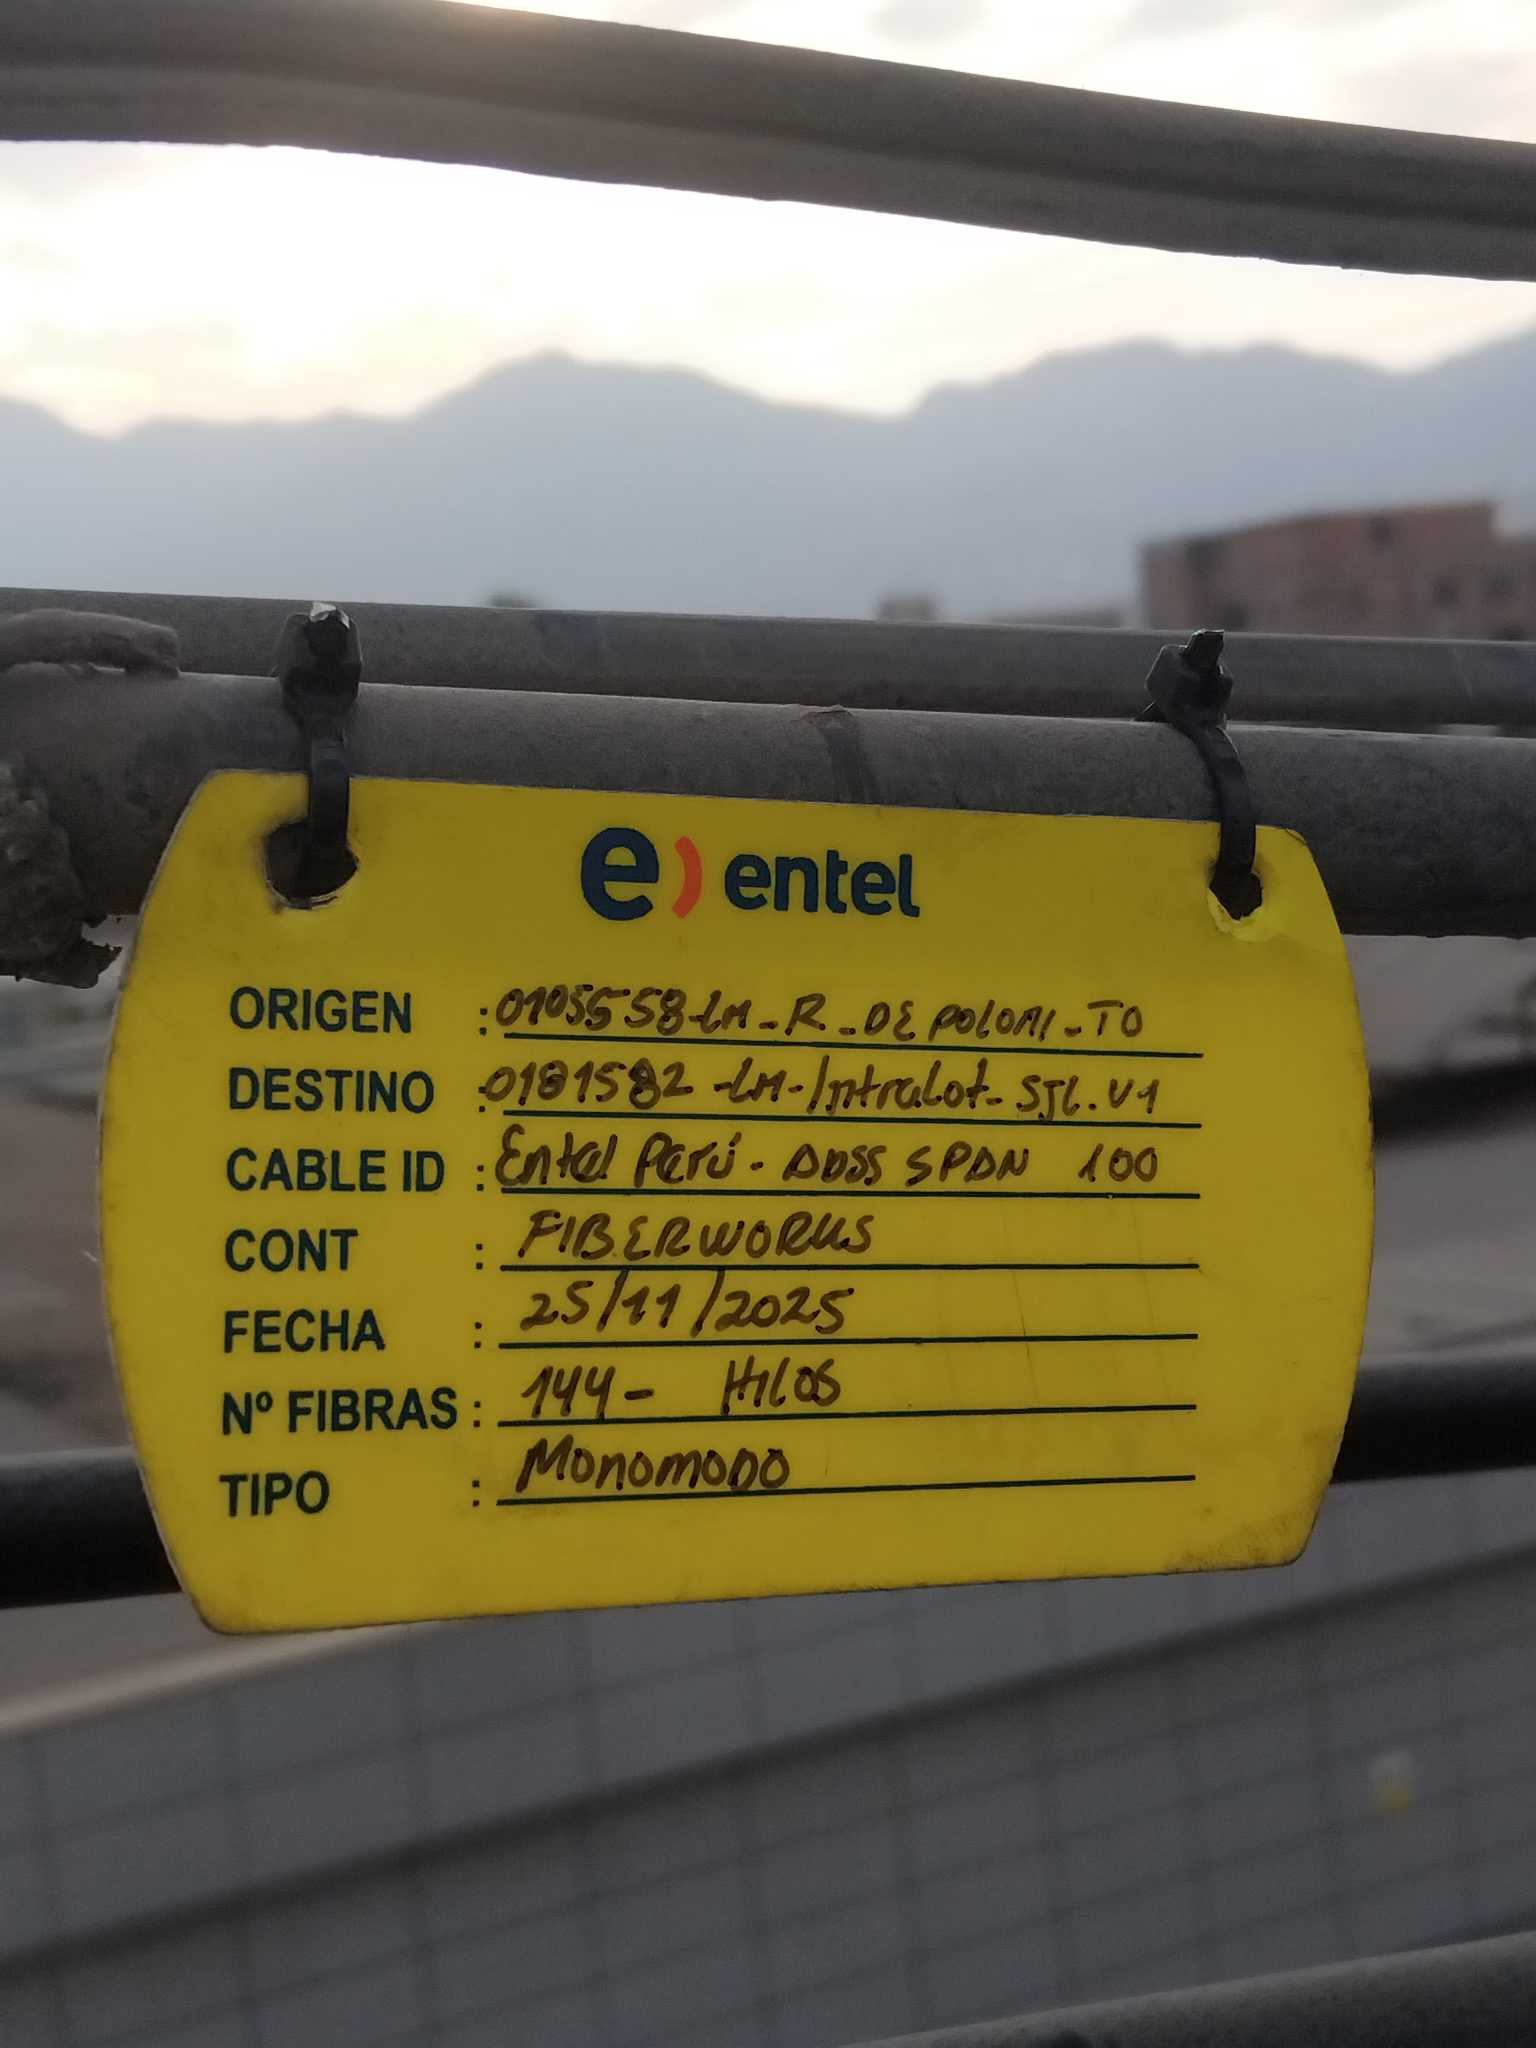 e) entel
ORIGEN : 0105558-LM-R-DE POLONI-TO
DESTINO : 0181582-LM-Intralot-SJL.V1
CABLE ID : Entel Perú-ADSS SPAN 100
CONT : FIBERWORKS
FECHA : 25/11/2025
Nº FIBRAS : 144- HILOS
TIPO : MONOMODO